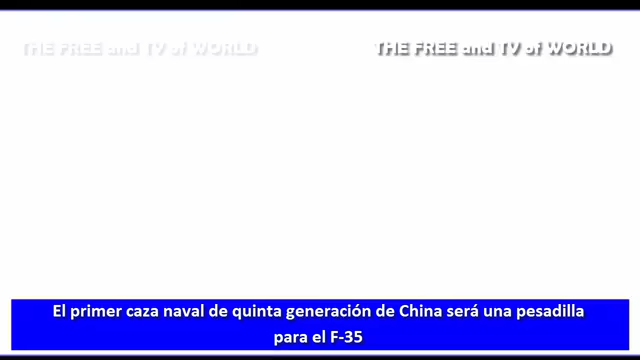 THE FREE and TV of WORLD THE FREE and TV of WORLD
El primer caza naval de quinta generación de China será una pesadilla
para el F-35